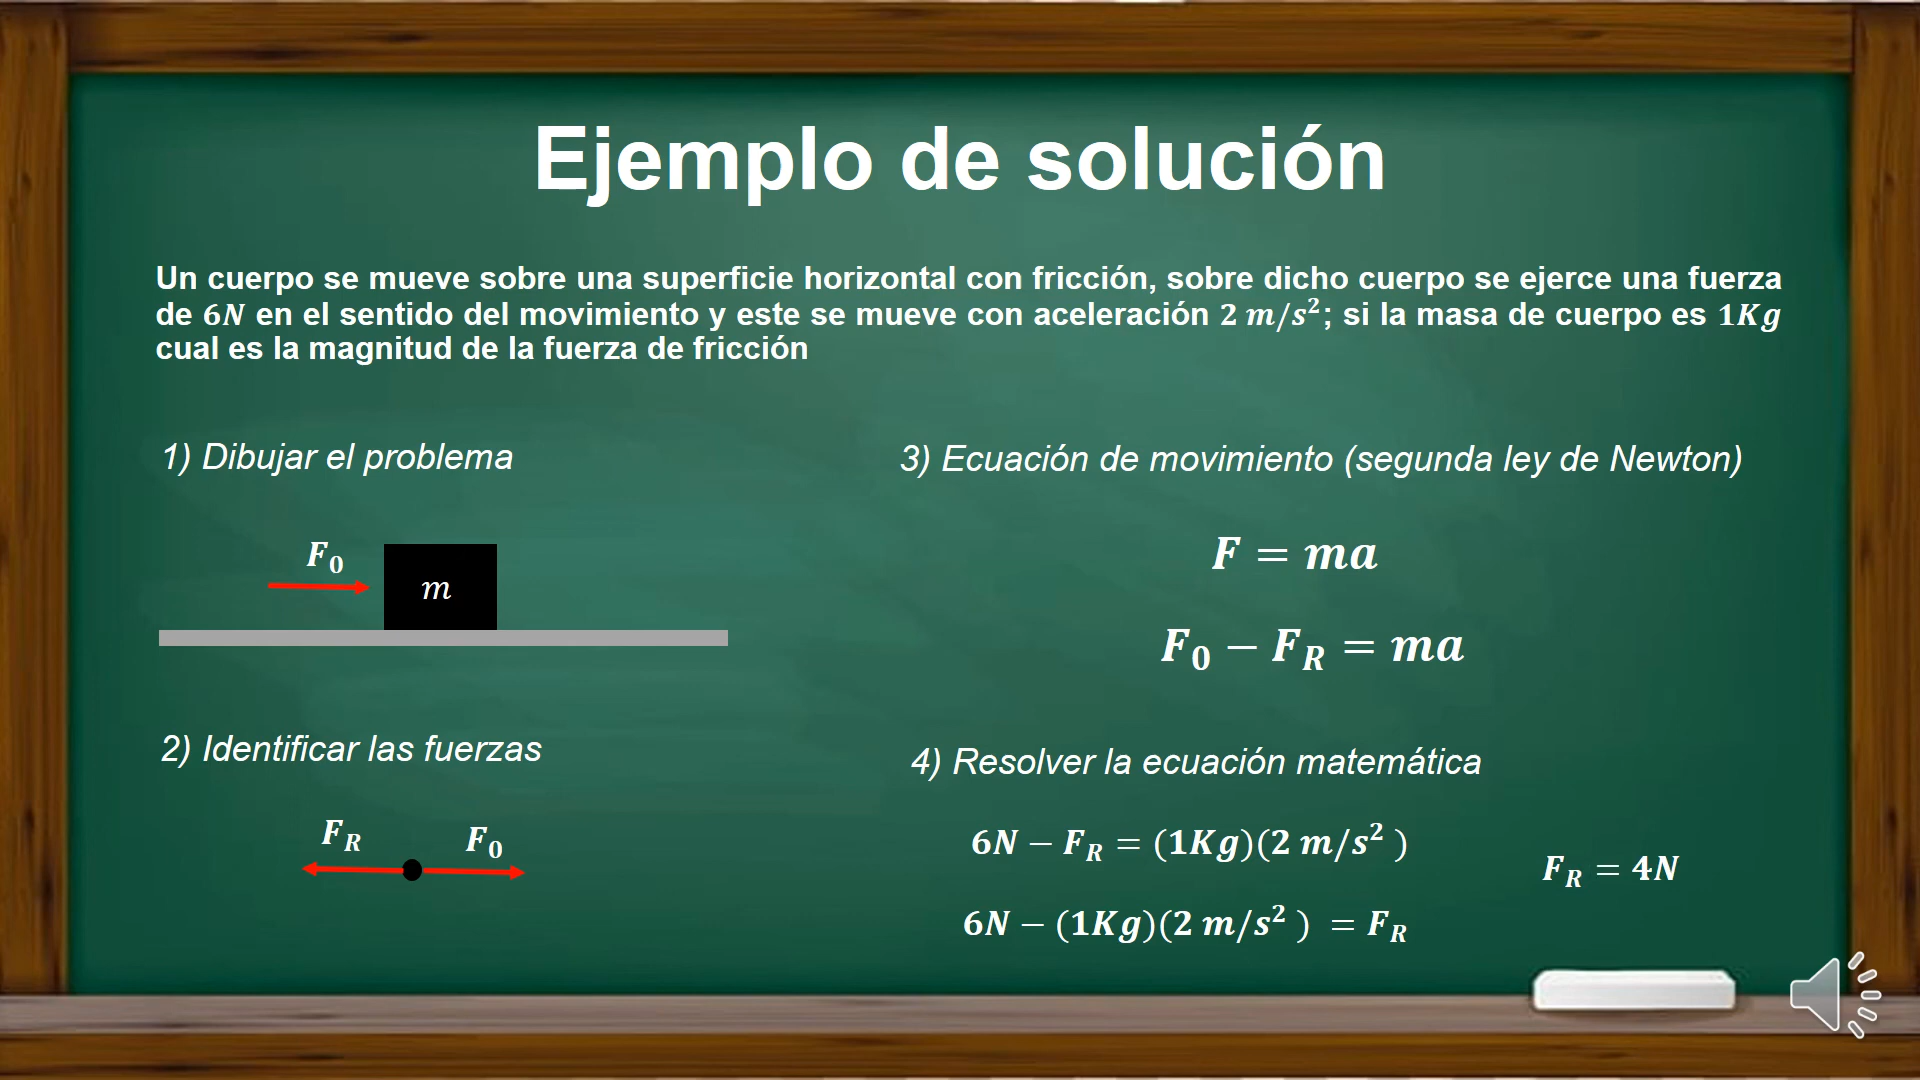 Ejemplo de solución
Un cuerpo se mueve sobre una superficie horizontal con fricción, sobre dicho cuerpo se ejerce una fuerza
de 6N en el sentido del movimiento y este se mueve con aceleración 2 m/s²; si la masa de cuerpo es 1Kg
cual es la magnitud de la fuerza de fricción
1) Dibujar el problema
F₀
m
2) Identificar las fuerzas
F_R F₀
3) Ecuación de movimiento (segunda ley de Newton)
F = ma
F₀ − F_R = ma
4) Resolver la ecuación matemática
6N − F_R = (1Kg)(2 m/s² )
6N − (1Kg)(2 m/s² ) = F_R
F_R = 4N